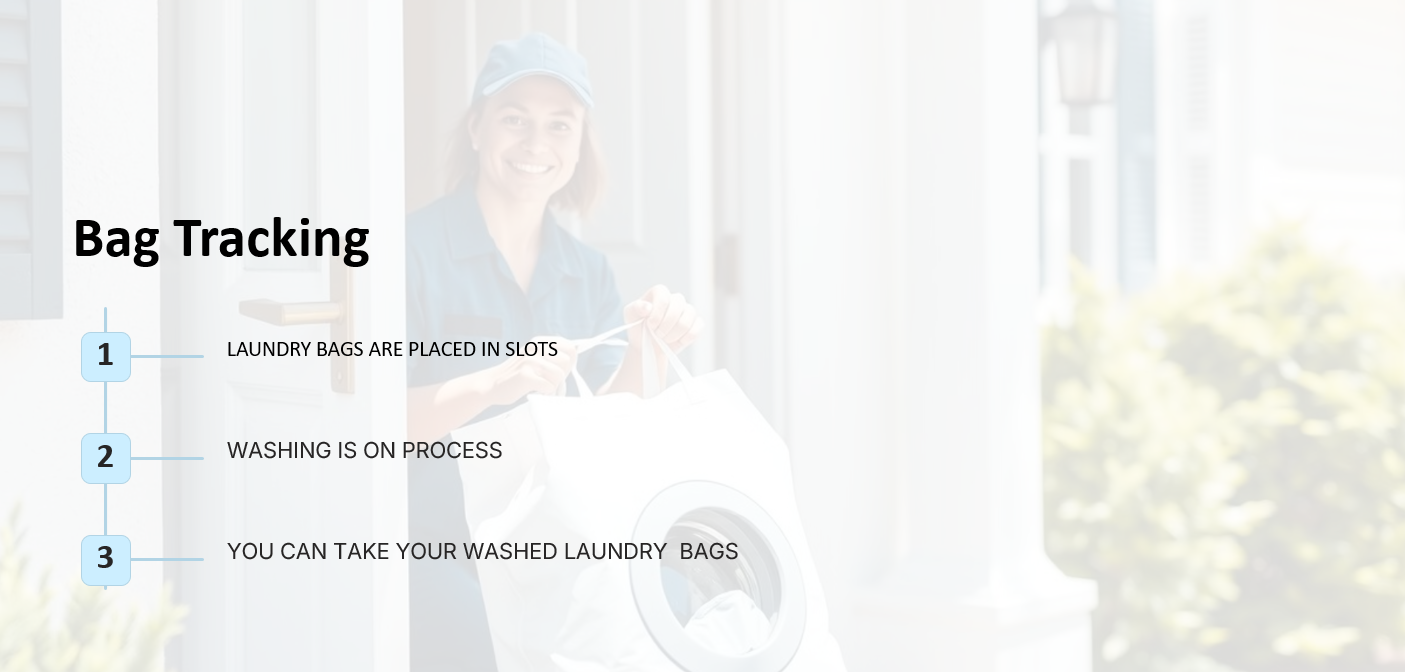 Bag Tracking
1
LAUNDRY BAGS ARE PLACED IN SLOTS
2
WASHING IS ON PROCESS
3
YOU CAN TAKE YOUR WASHED LAUNDRY  BAGS